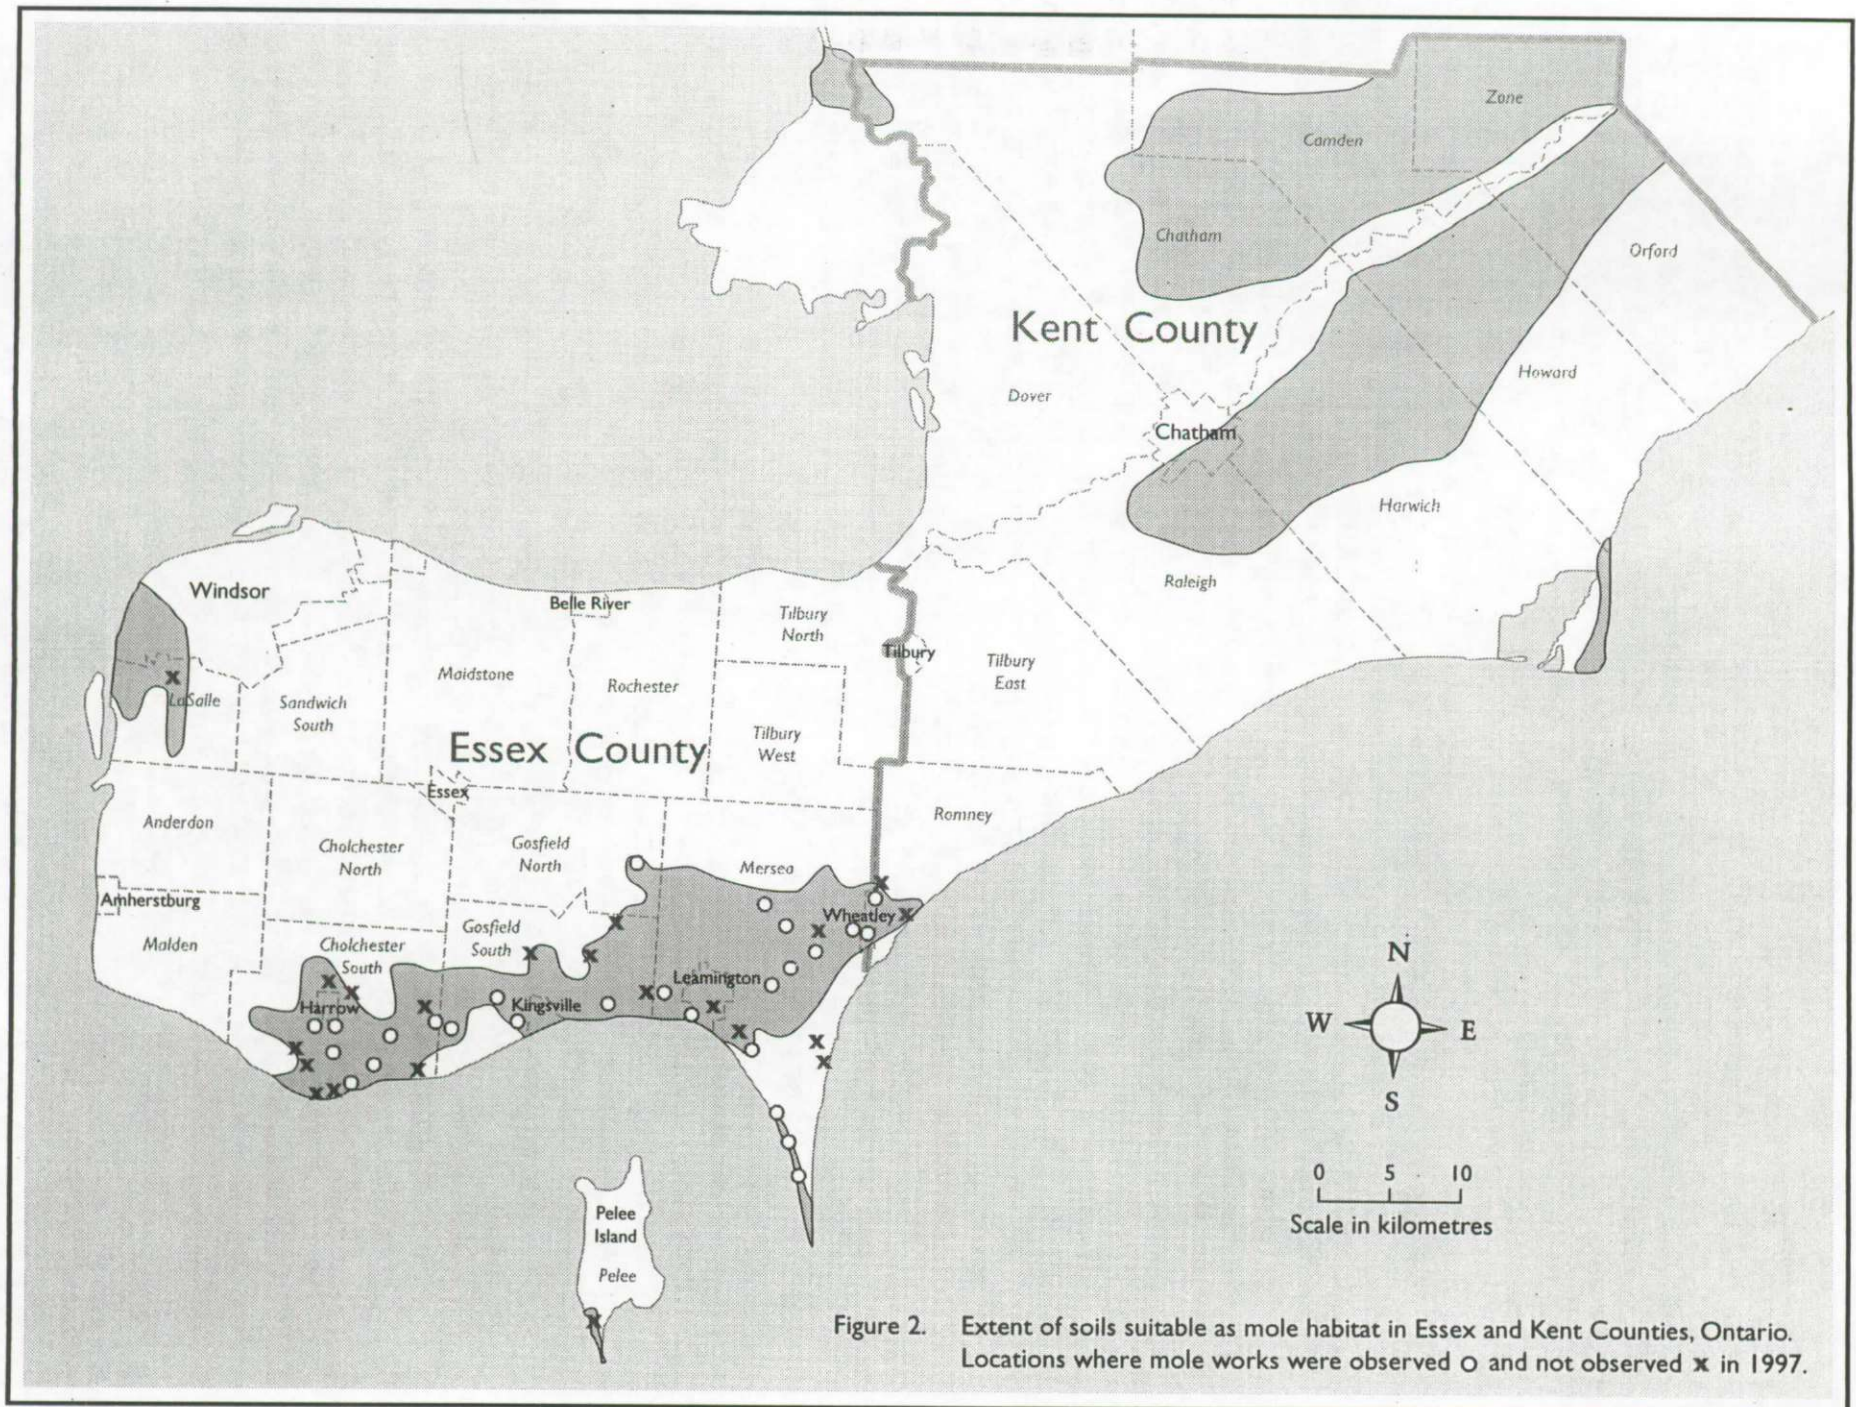 Zone
Camden
Chatham
Orford
Kent County
Howard
Dover
Chatham
Harwich
Raleigh
Windsor
Belle River
Tilbury
North
Tilbury
Tilbury
East
Maidstone
Rochester
LaSalle
Sandwich
South
Essex County
Tilbury
West
Essex
Romney
Anderdon
Cholchester
North
Gosfield
North
Mersea
Amherstburg
Wheatley
Malden
Cholchester
South
Gosfield
South
Leamington
Harrow
Kingsville
N
W
E
S
0 5 10
Scale in kilometres
Pelee
Island
Pelee
Figure 2. Extent of soils suitable as mole habitat in Essex and Kent Counties, Ontario.
Locations where mole works were observed o and not observed x in 1997.